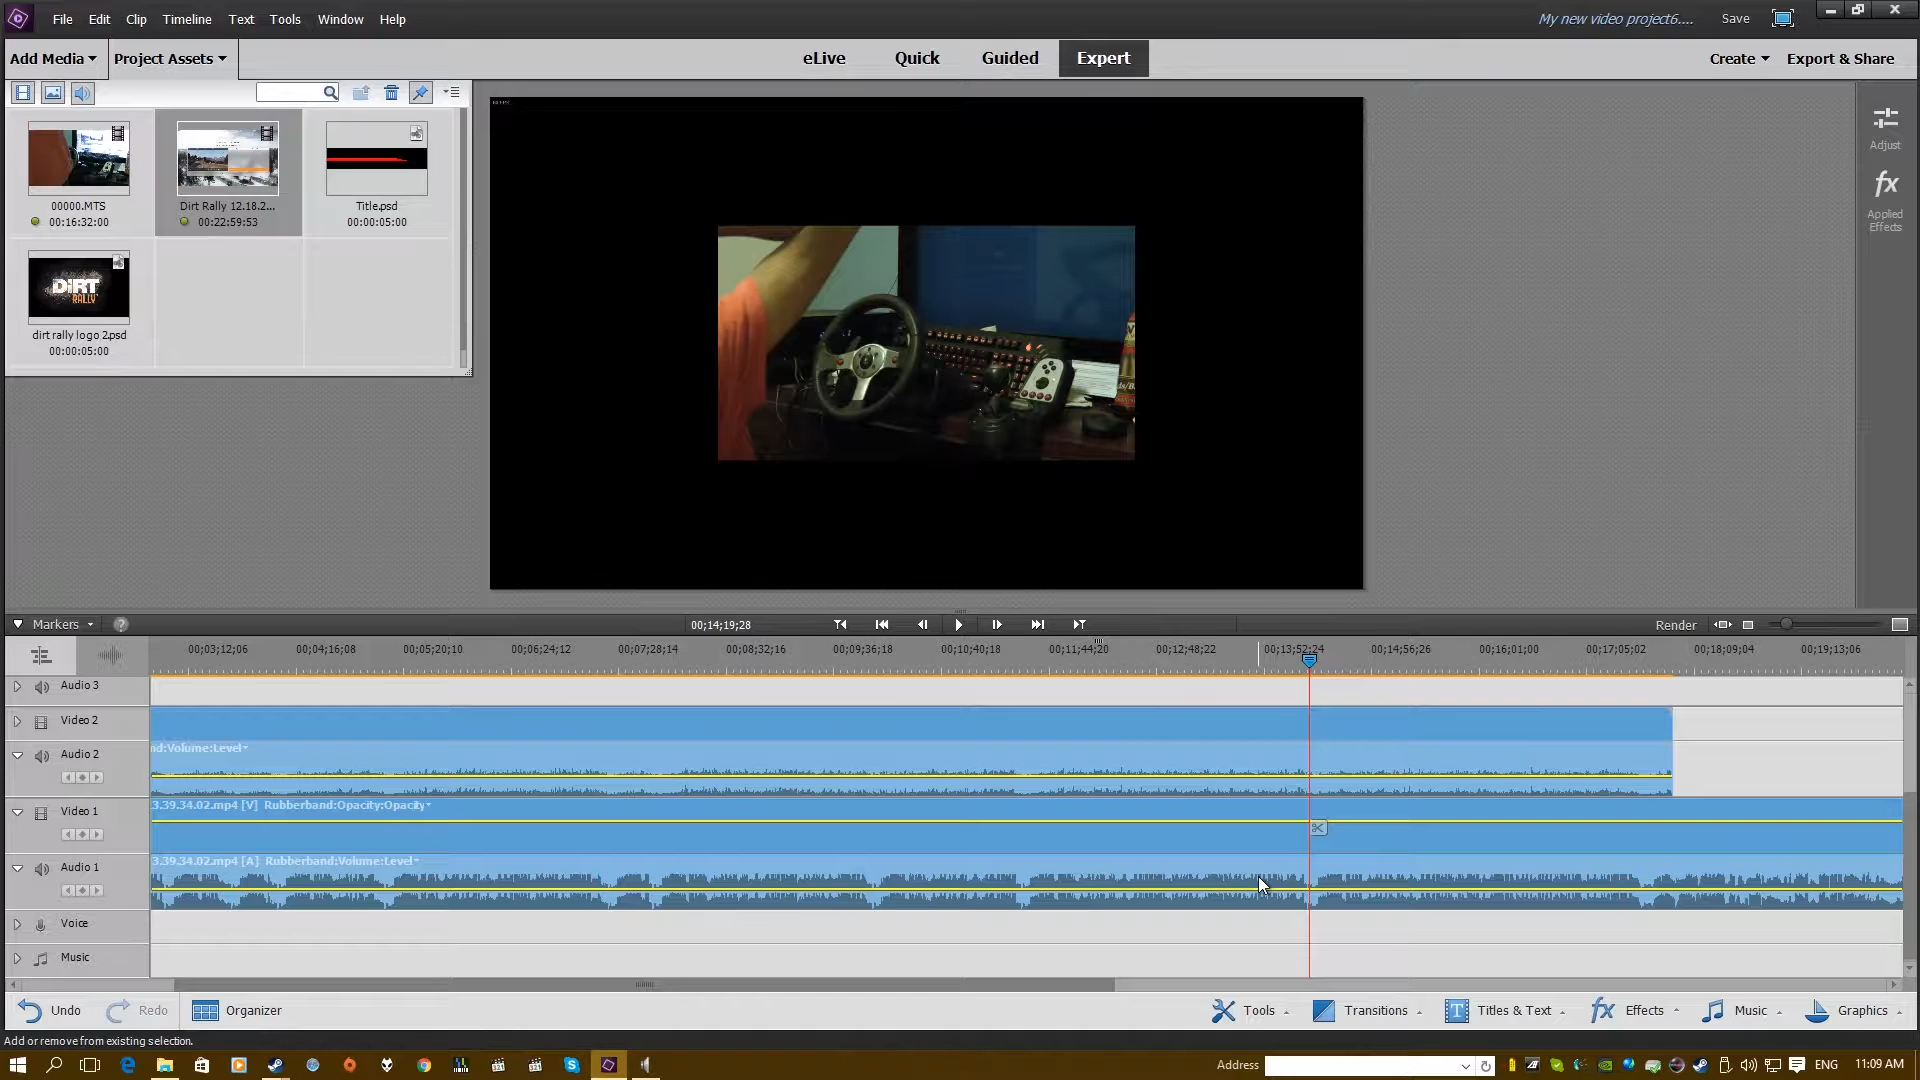 File Edit Clip Timeline Text Tools Window Help
My new video project6.... Save
Add Media Project Assets
eLive Quick Guided Expert
Create Export & Share
Adjust
fx
Applied
Effects
00000.MTS
00:16:32:00
Dirt Rally 12.18.2...
00:22:59:53
Title.psd
00:00:05:00
DiRT
RALLY
dirt rally logo 2.psd
00:00:05:00
Markers ? 00;14;19;28 Render
00;03;12;06 00;04;16;08 00;05;20;10 00;06;24;12 00;07;28;14 00;08;32;16 00;09;36;18 00;10;40;18 00;11;44;20 00;12;48;22 00;13;52;24 00;14;56;26 00;16;01;00 00;17;05;02 00;18;09;04 00;19;13;06
Audio 3
Video 2
Audio 2
nd:Volume:Level
Video 1
3.39.34.02.mp4 [V] Rubberband:Opacity:Opacity
Audio 1
3.39.34.02.mp4 [A] Rubberband:Volume:Level
Voice
Music
Undo Redo Organizer
Tools Transitions T Titles & Text fx Effects Music Graphics
Add or remove from existing selection.
Address
ENG
11:09 AM